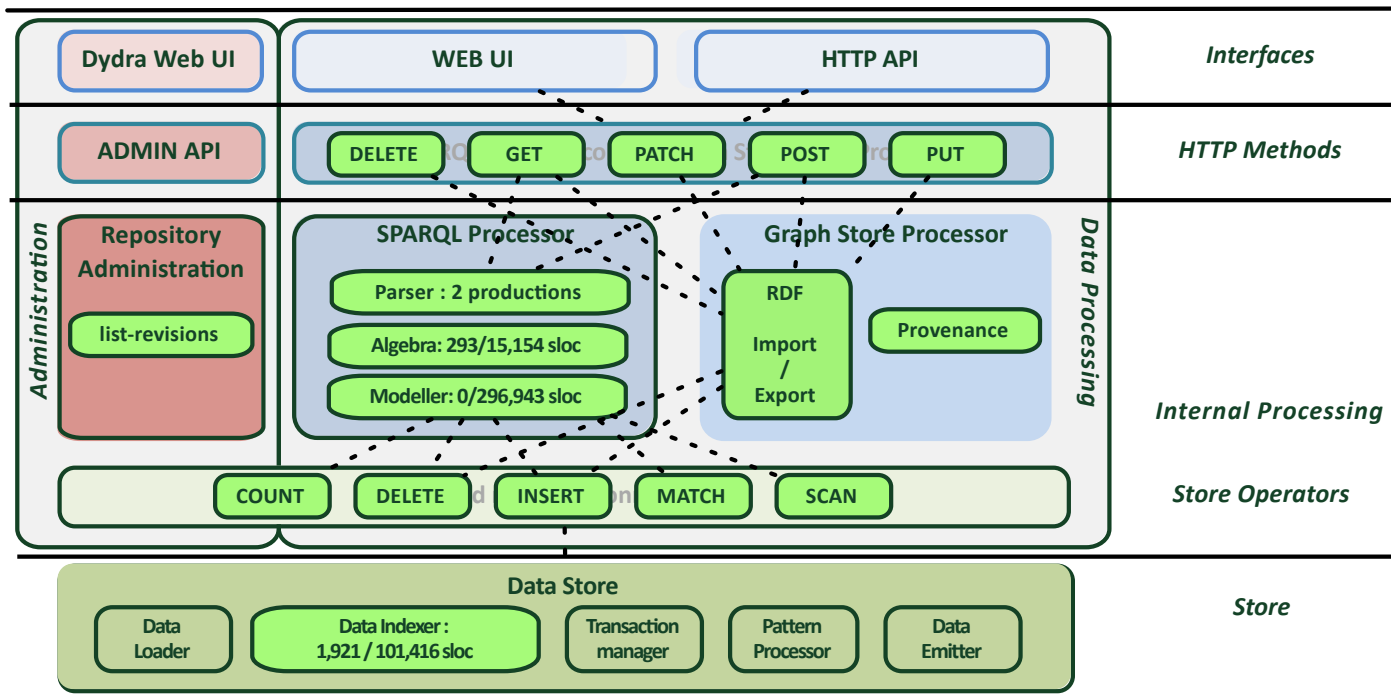 Dydra Web UI
WEB UI
HTTP API
Interfaces
ADMIN API
DELETE
GET
PATCH
POST
PUT
HTTP Methods
Administration
Repository
Administration
list-revisions
SPARQL Processor
Parser : 2 productions
Algebra: 293/15,154 sloc
Modeller: 0/296,943 sloc
Graph Store Processor
RDF
Import
/
Export
Provenance
Data Processing
Internal Processing
COUNT
DELETE
INSERT
MATCH
SCAN
Store Operators
Data Store
Data
Loader
Data Indexer :
1,921 / 101,416 sloc
Transaction
manager
Pattern
Processor
Data
Emitter
Store